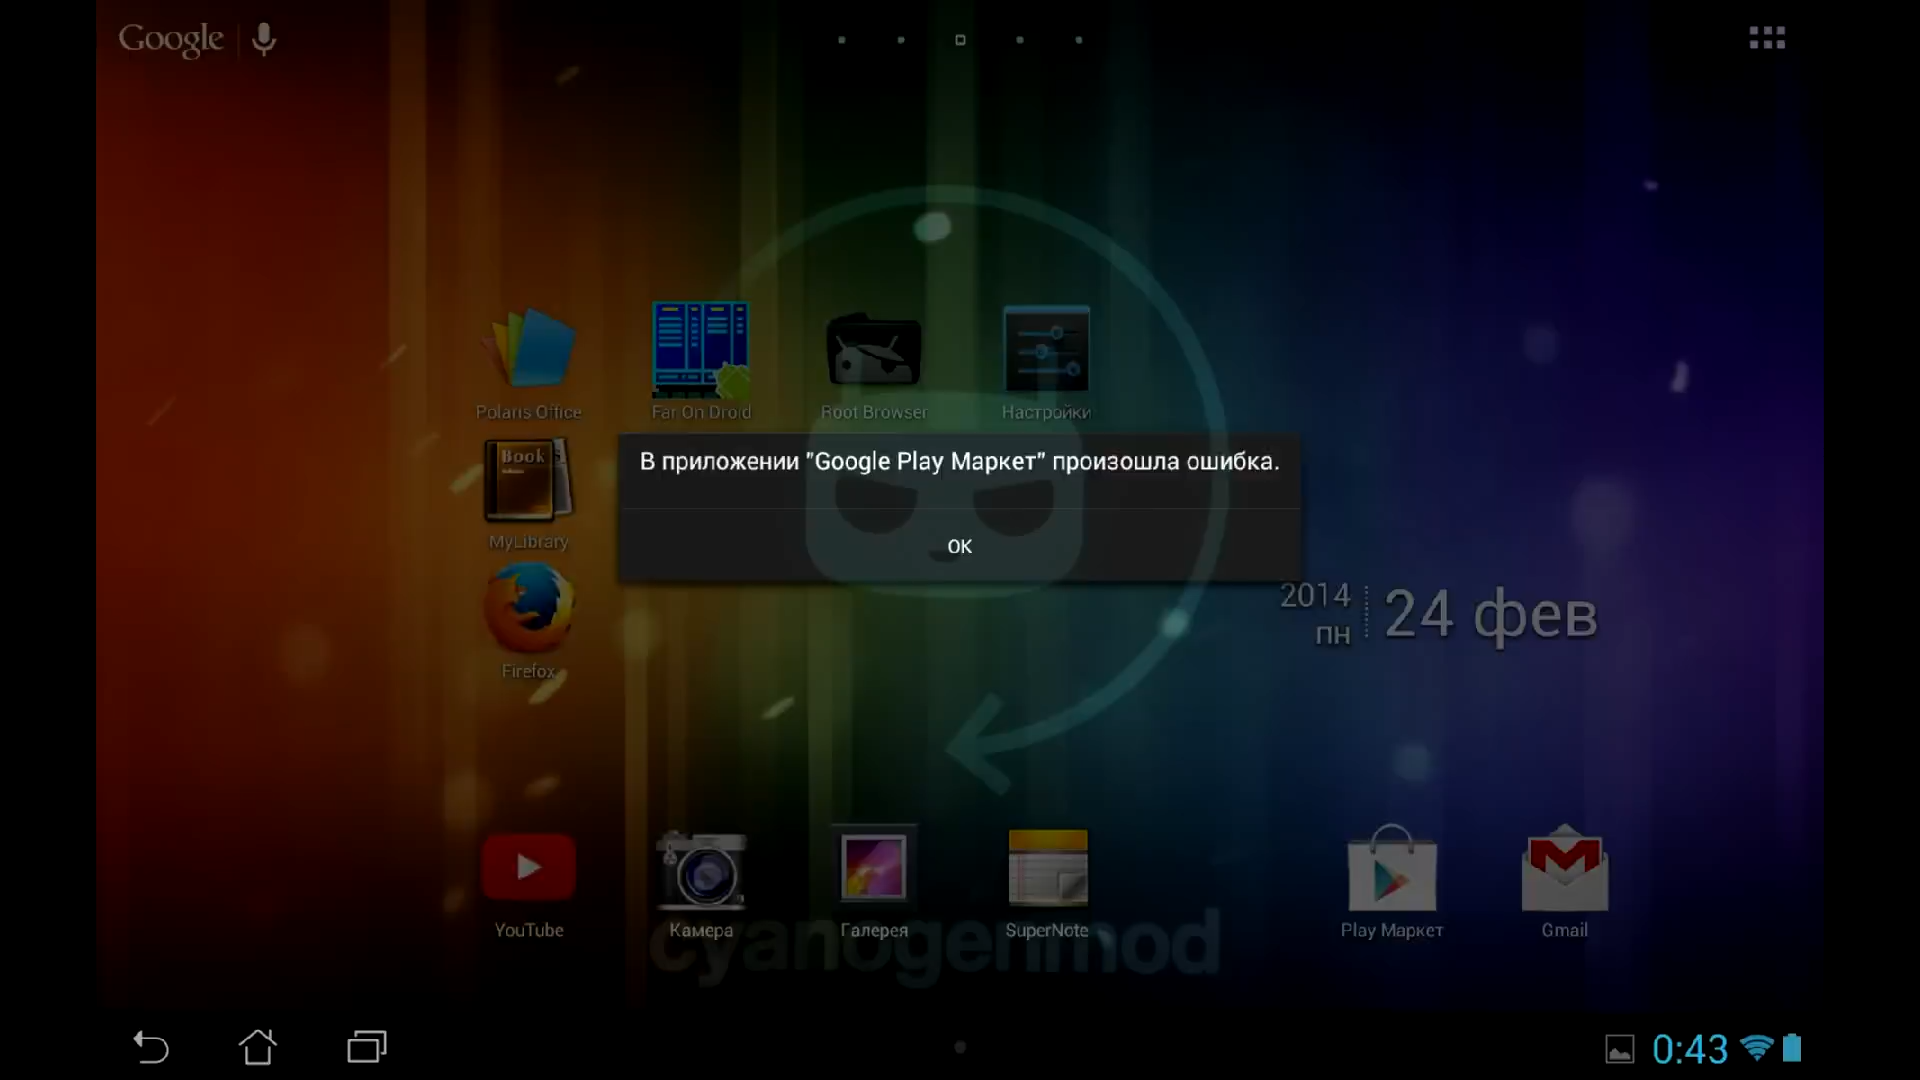 Google
Polaris Office
Far On Droid
Root Browser
Настройки
В приложении "Google Play Маркет" произошла ошибка.
OK
Book
MyLibrary
Firefox
2014
пн
24 фев
YouTube
Камера
Галерея
SuperNote
Play Маркет
Gmail
cyanogenmod
0:43